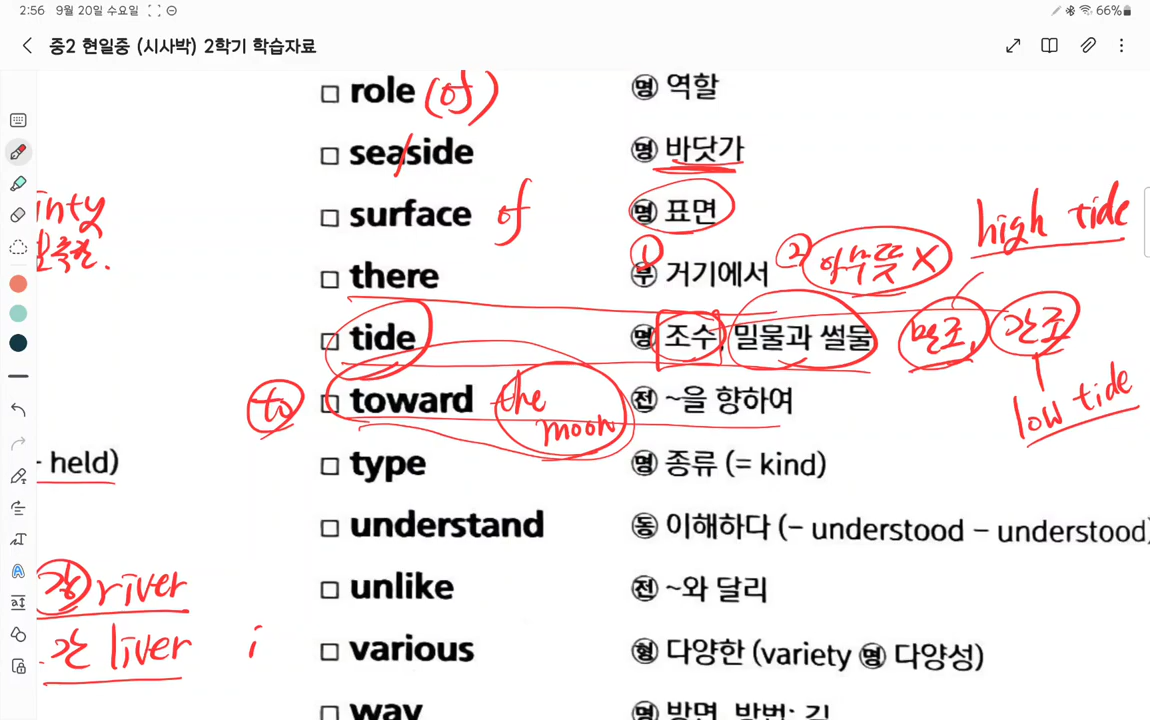 2:56 9월 20일 수요일 66%
중2 현일중 (시사박) 2학기 학습자료
role (of) 명 역할
seaside 명 바닷가
surface of 명 표면
high tide
inty
there ① 부 거기에서 ② 아무 뜻 X
tide 명 조수, 밀물과 썰물 만조, 간조
low tide
to toward the moon 전 ~을 향하여
- held) type 명 종류 (= kind)
understand 동 이해하다 (– understood – understood)
강 river unlike 전 ~와 달리
간 liver i various 형 다양한 (variety 명 다양성)
way 명 방면, 방법; 길